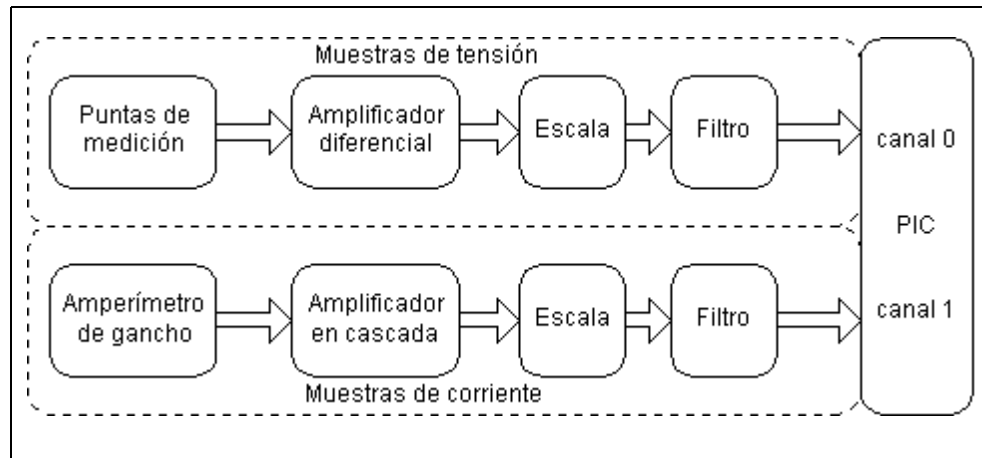 Muestras de tensión
Puntas de
medición
Amplificador
diferencial
Escala
Filtro
canal 0
PIC
Amperímetro
de gancho
Amplificador
en cascada
Escala
Filtro
canal 1
Muestras de corriente